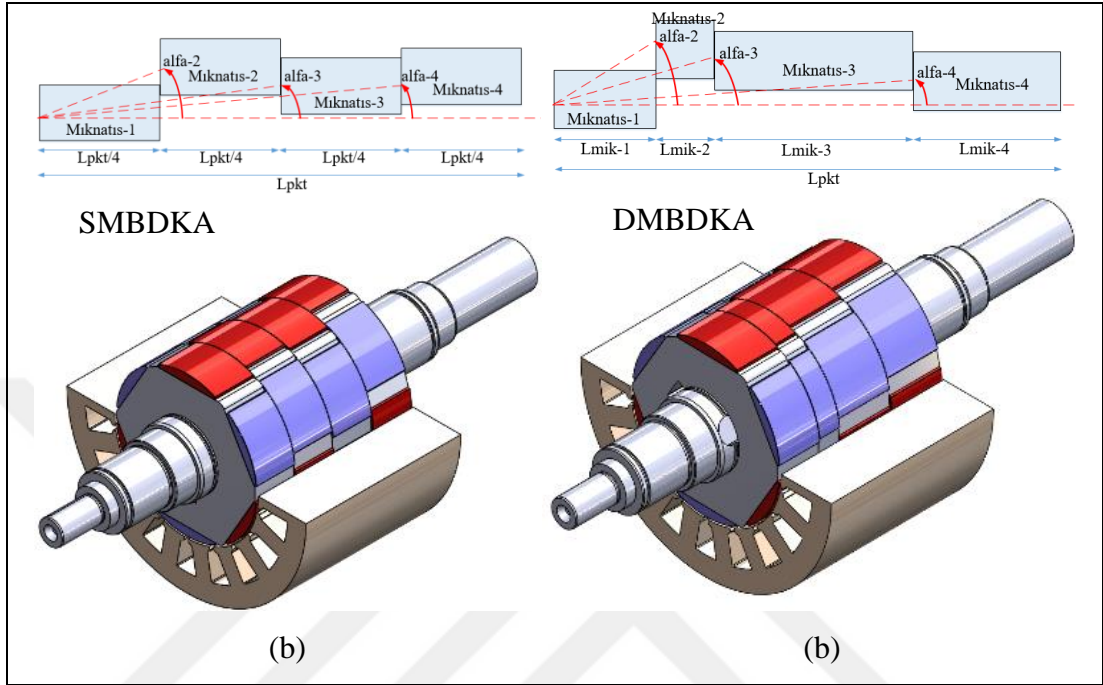 alfa-2
Mıknatıs-2
alfa-3
alfa-4
Mıknatıs-4
Mıknatıs-3
Mıknatıs-1
Lpkt/4
Lpkt/4
Lpkt/4
Lpkt/4
Lpkt
SMBDKA
(b)
Mıknatıs-2
alfa-2
alfa-3
Mıknatıs-3
alfa-4
Mıknatıs-4
Mıknatıs-1
Lmik-1
Lmik-2
Lmik-3
Lmik-4
Lpkt
DMBDKA
(b)